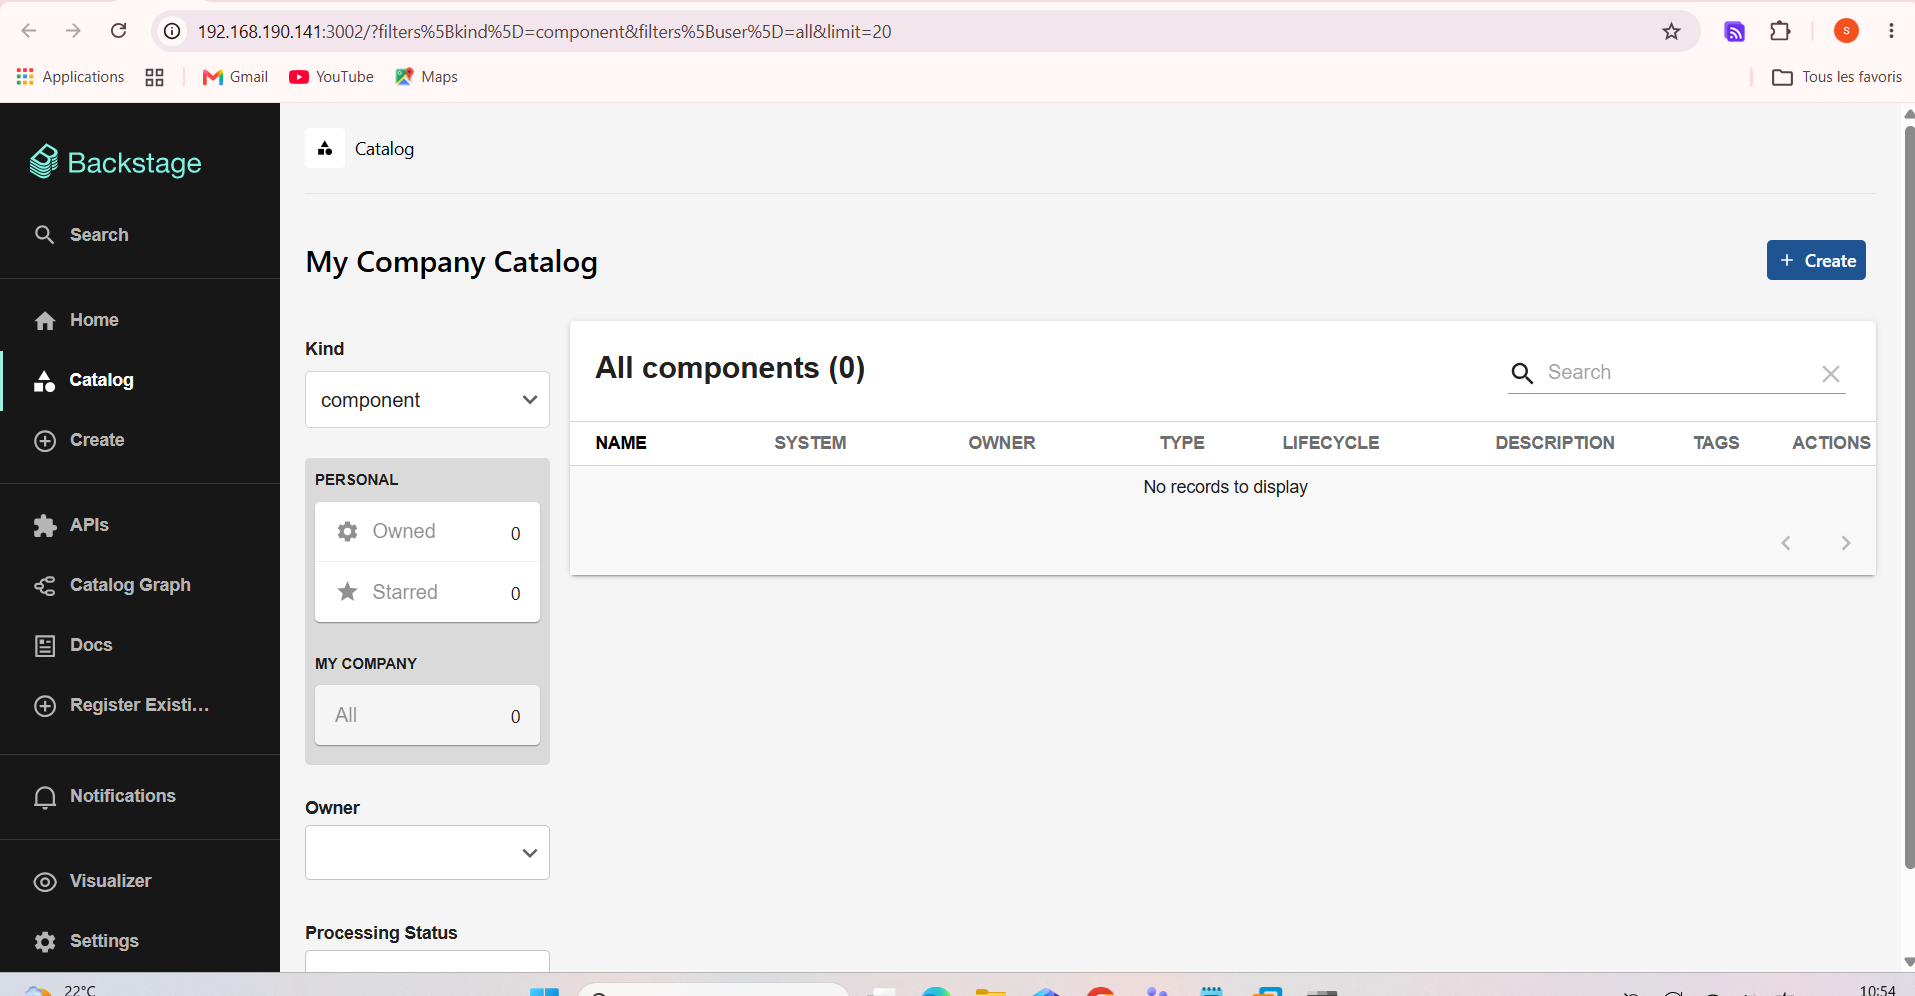 192.168.190.141:3002/?filters%5Bkind%5D=component&filters%5Buser%5D=all&limit=20
S
Applications
Gmail
YouTube
Maps
Tous les favoris
Backstage
Search
Home
Catalog
Create
APIs
Catalog Graph
Docs
Register Existi...
Notifications
Visualizer
Settings
Catalog
My Company Catalog
+ Create
Kind
component
PERSONAL
Owned 0
Starred 0
MY COMPANY
All 0
Owner
Processing Status
All components (0)
Search
NAME SYSTEM OWNER TYPE LIFECYCLE DESCRIPTION TAGS ACTIONS
No records to display
22°C
10:54